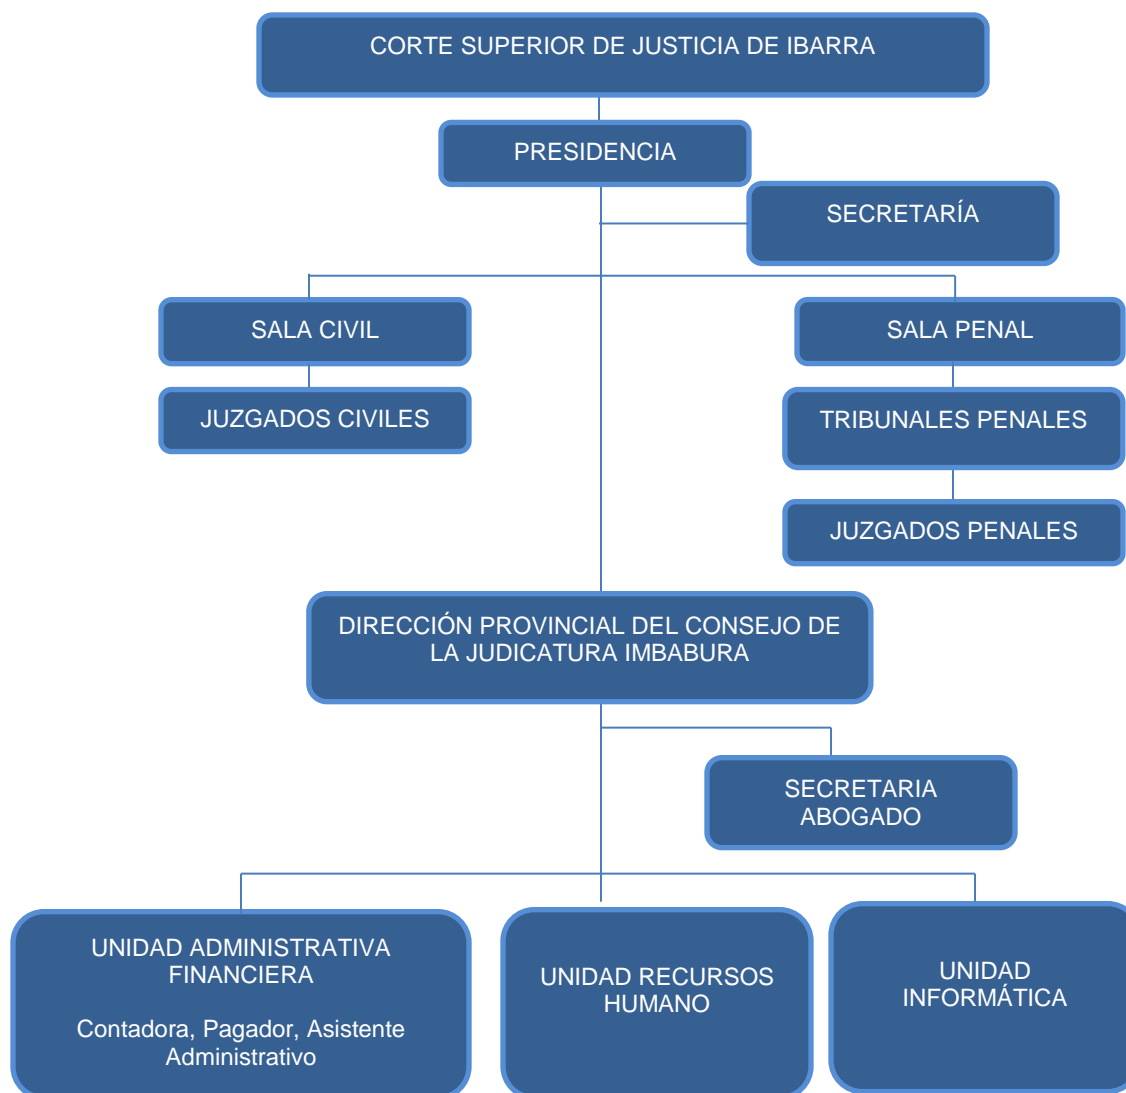 CORTE SUPERIOR DE JUSTICIA DE IBARRA
PRESIDENCIA
SECRETARÍA
SALA CIVIL
SALA PENAL
JUZGADOS CIVILES
TRIBUNALES PENALES
JUZGADOS PENALES
DIRECCIÓN PROVINCIAL DEL CONSEJO DE
LA JUDICATURA IMBABURA
SECRETARIA
ABOGADO
UNIDAD ADMINISTRATIVA
FINANCIERA
Contadora, Pagador, Asistente
Administrativo
UNIDAD RECURSOS
HUMANO
UNIDAD
INFORMÁTICA